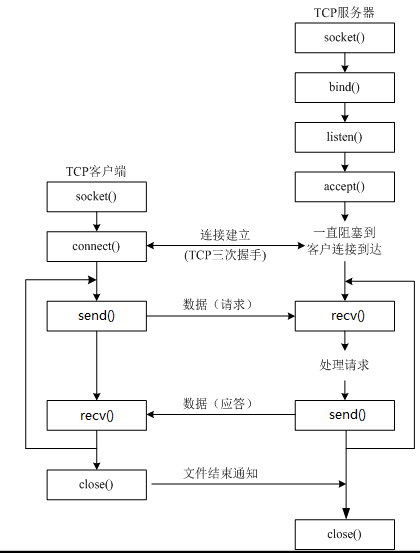 TCP服务器
socket()
bind()
listen()
TCP客户端
accept()
socket()
一直阻塞到
客户连接到达
connect()
连接建立
(TCP三次握手)
send()
数据（请求）
recv()
处理请求
recv()
数据（应答）
send()
close()
文件结束通知
close()